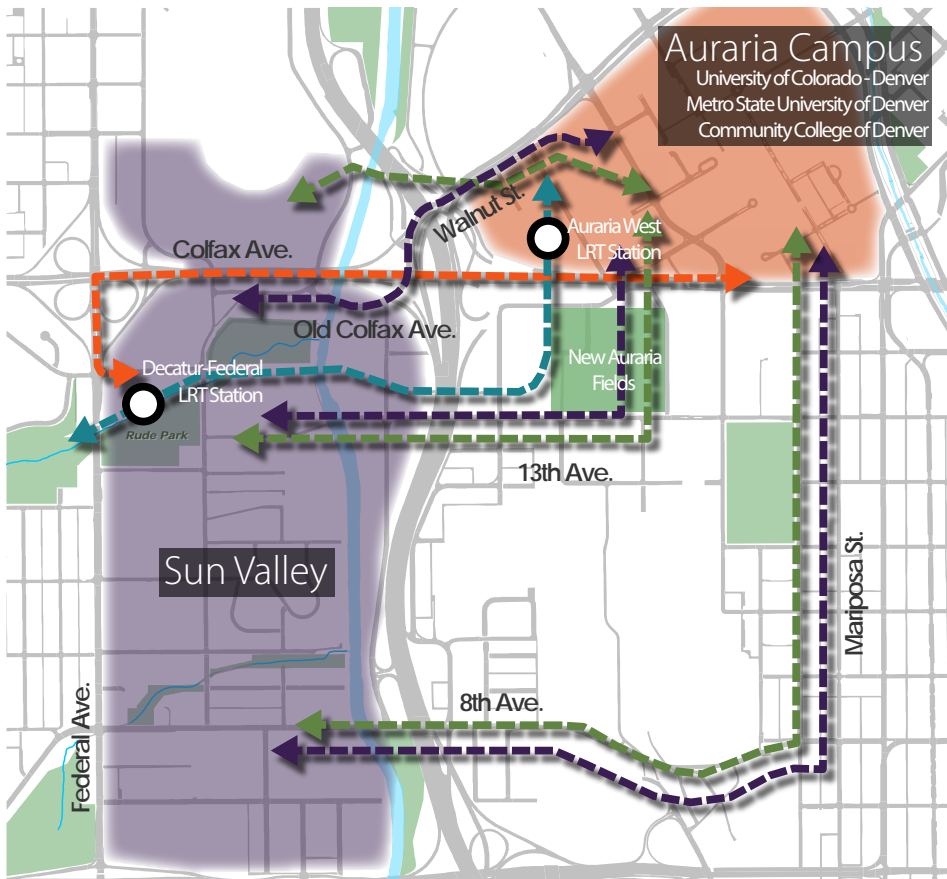 Auraria Campus
University of Colorado - Denver
Metro State University of Denver
Community College of Denver
Walnut St.
Auraria West
LRT Station
Colfax Ave.
Old Colfax Ave.
New Auraria
Fields
Decatur-Federal
LRT Station
Rude Park
13th Ave.
Sun Valley
Mariposa St.
8th Ave.
Federal Ave.